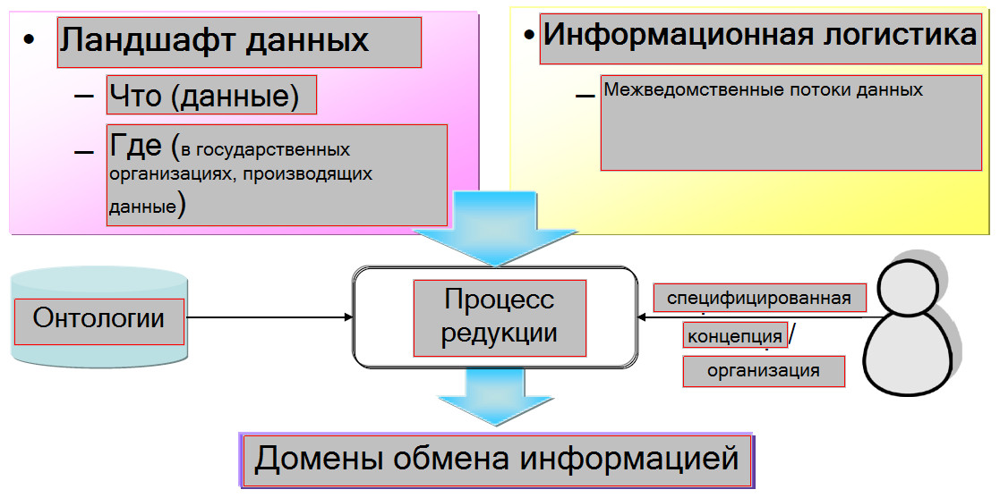 • Ландшафт данных
– Что (данные)
– Где (в государственных
организациях, производящих
данные)
• Информационная логистика
– Межведомственные потоки данных
Онтологии
Процесс
редукции
специфицированная
концепция/
организация
Домены обмена информацией